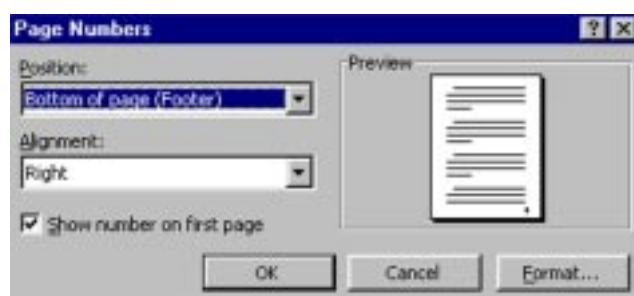 Page Numbers
Position:
Bottom of page (Footer)
Alignment:
Right
Show number on first page
Preview
OK
Cancel
Format...